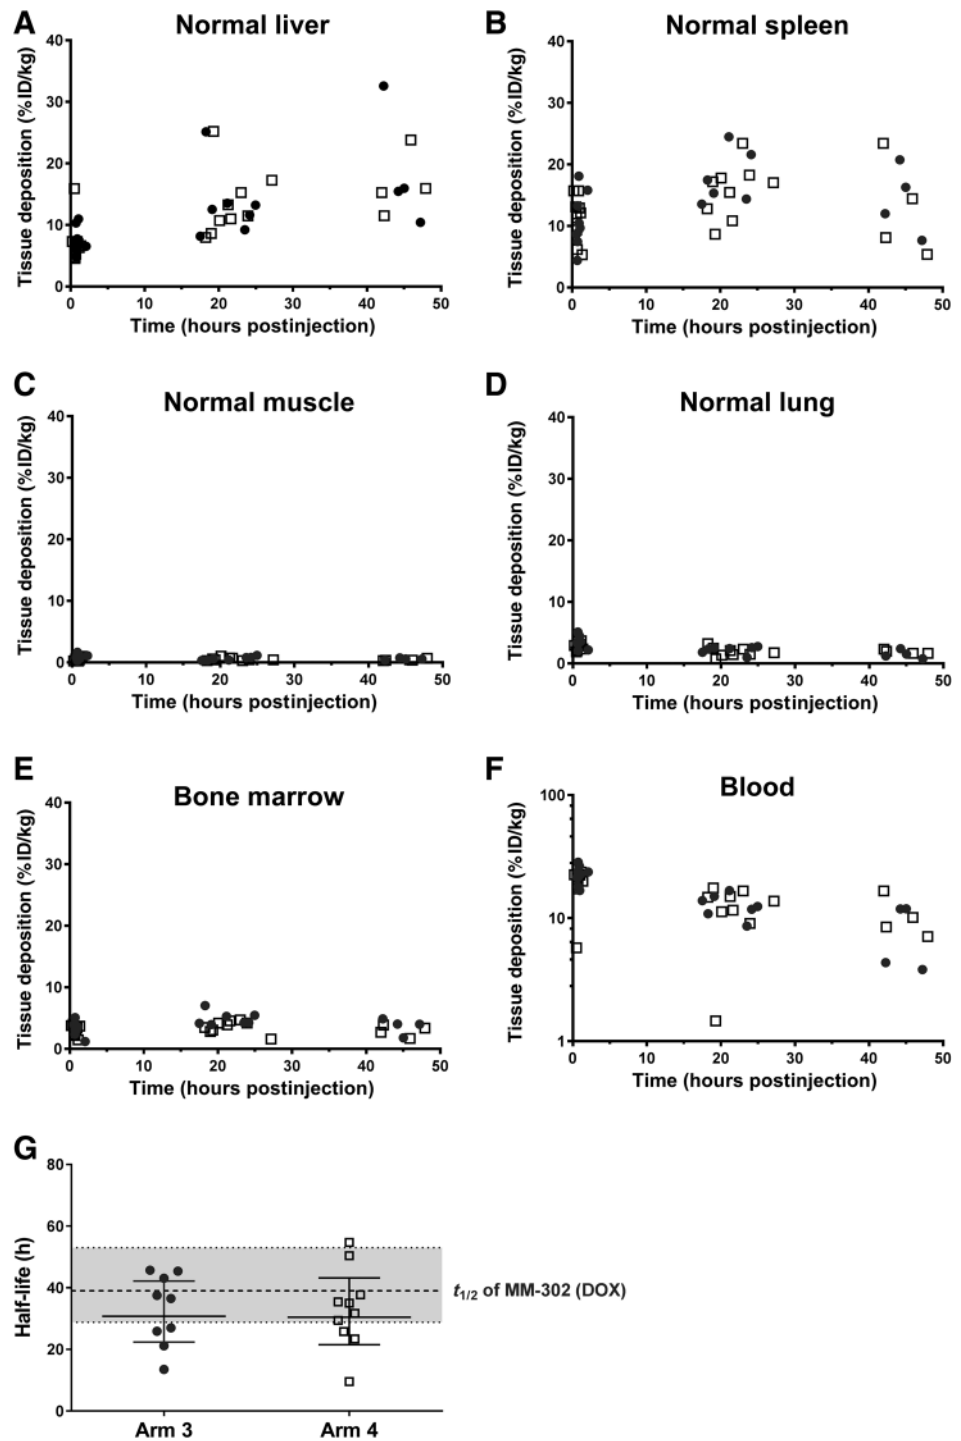 A
Normal liver
Tissue deposition (%ID/kg)
40
30
20
10
0
0 10 20 30 40 50
Time (hours postinjection)
B
Normal spleen
Tissue deposition (%ID/kg)
40
30
20
10
0
0 10 20 30 40 50
Time (hours postinjection)
C
Normal muscle
Tissue deposition (%ID/kg)
40
30
20
10
0
0 10 20 30 40 50
Time (hours postinjection)
D
Normal lung
Tissue deposition (%ID/kg)
40
30
20
10
0
0 10 20 30 40 50
Time (hours postinjection)
E
Bone marrow
Tissue deposition (%ID/kg)
40
30
20
10
0
0 10 20 30 40 50
Time (hours postinjection)
F
Blood
Tissue deposition (%ID/kg)
100
10
1
0 10 20 30 40 50
Time (hours postinjection)
G
Half-life (h)
80
60
40
20
0
Arm 3 Arm 4
t1/2 of MM-302 (DOX)